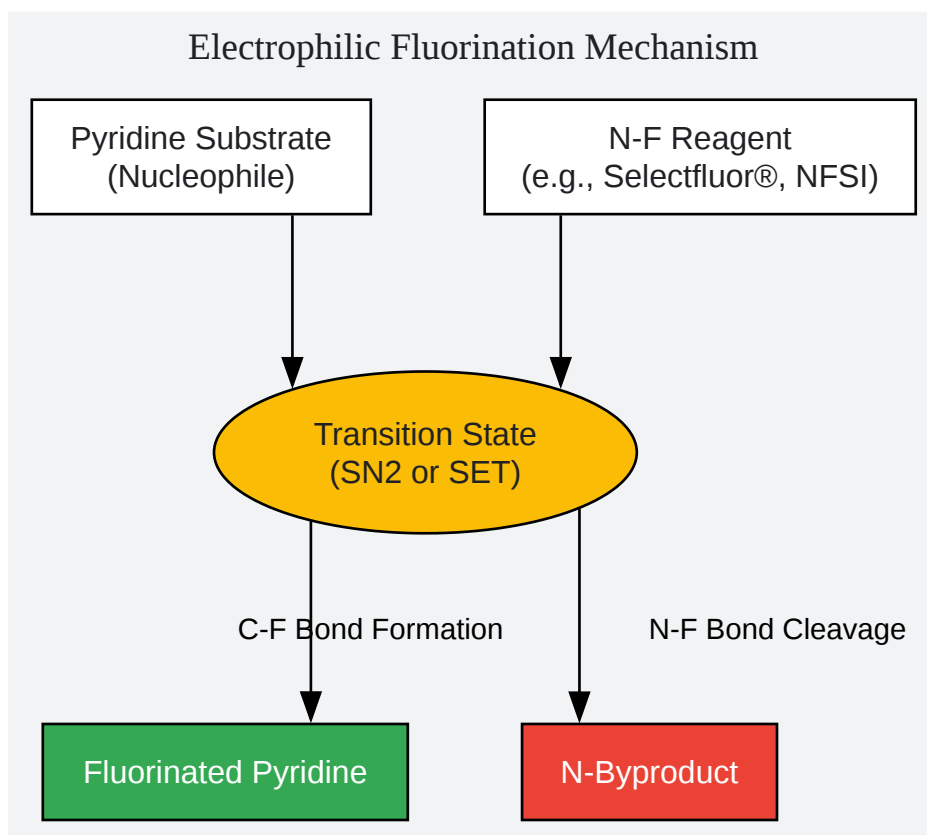 Electrophilic Fluorination Mechanism
Pyridine Substrate
(Nucleophile)
N-F Reagent
(e.g., Selectfluor®, NFSI)
Transition State
(SN2 or SET)
C-F Bond Formation
N-F Bond Cleavage
Fluorinated Pyridine
N-Byproduct